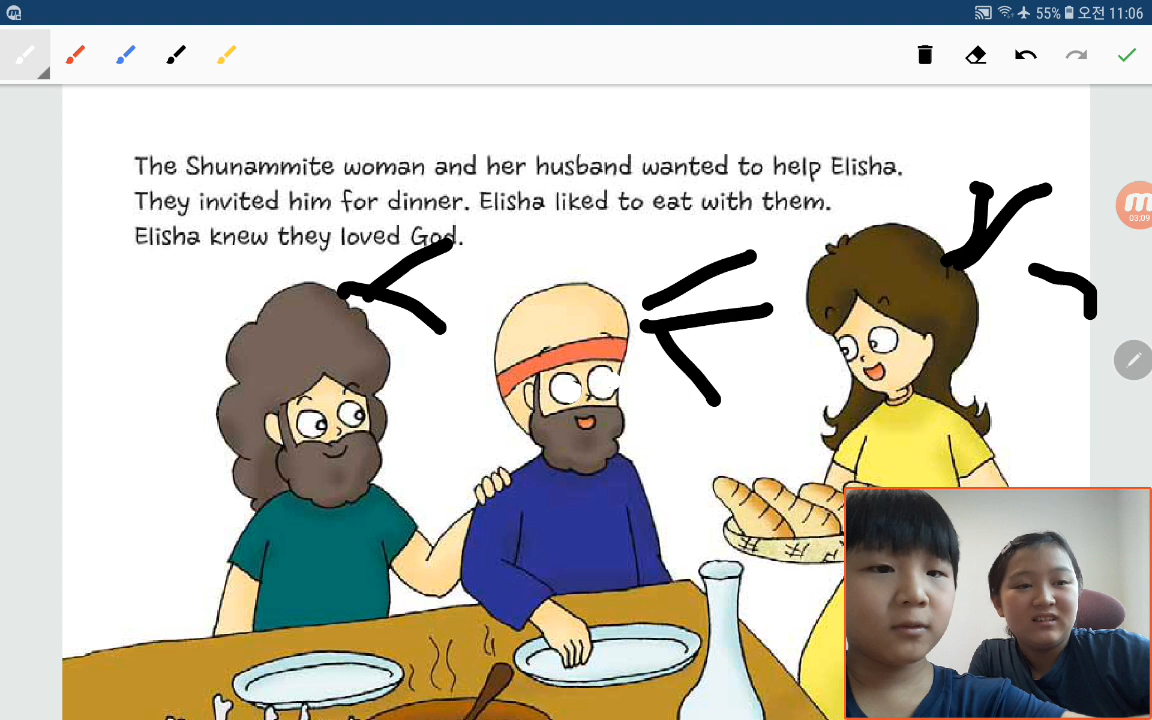 55% 오전 11:06
The Shunammite woman and her husband wanted to help Elisha.
They invited him for dinner. Elisha liked to eat with them.
Elisha knew they loved God.
03:09